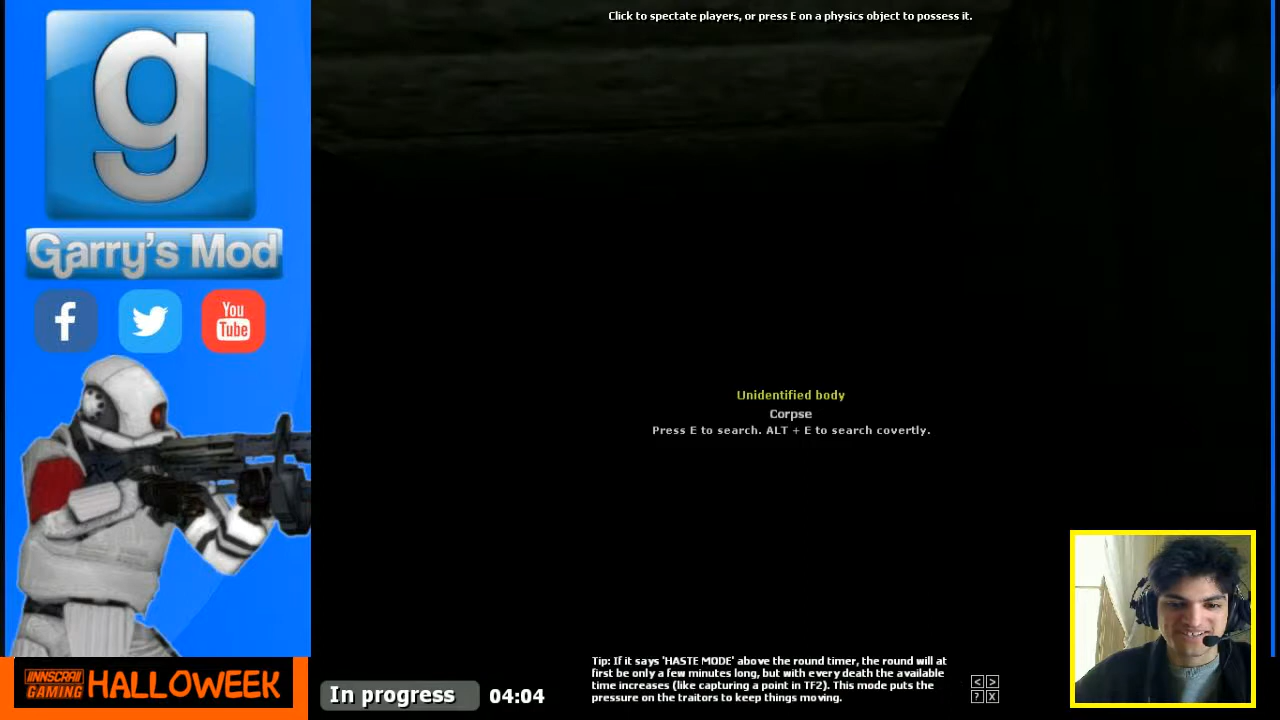 Click to spectate players, or press E on a physics object to possess it.
g
Garry's Mod
f
You
Tube
Unidentified body
Corpse
Press E to search. ALT + E to search covertly.
GAMING
HALLOWEEK
In progress
04:04
Tip: If it says 'HASTE MODE' above the round timer, the round will at
first be only a few minutes long, but with every death the available
time increases (like capturing a point in TF2). This mode puts the
pressure on the traitors to keep things moving.
< >
? X